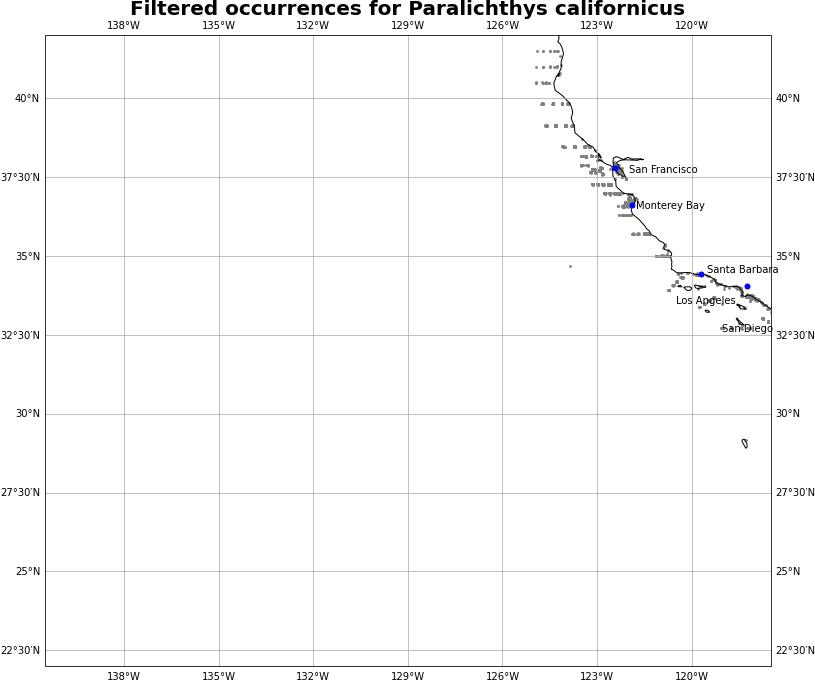 Filtered occurrences for Paralichthys californicus
138°W 135°W 132°W 129°W 126°W 123°W 120°W
40°N 40°N
San Francisco
37°30′N 37°30′N
Monterey Bay
35°N 35°N
Santa Barbara
Los Angeles
San Diego
32°30′N 32°30′N
30°N 30°N
27°30′N 27°30′N
25°N 25°N
22°30′N 22°30′N
138°W 135°W 132°W 129°W 126°W 123°W 120°W